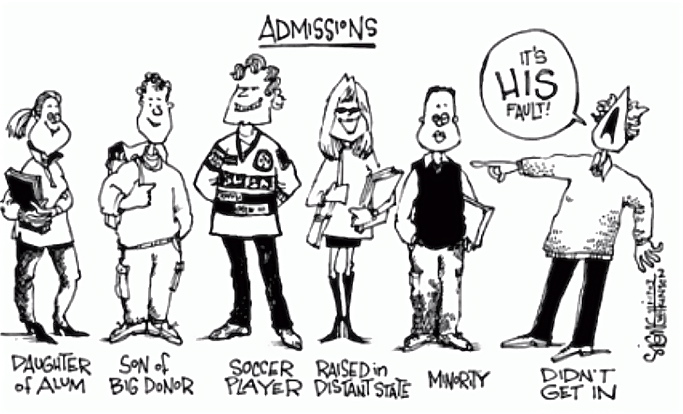 ADMISSIONS
IT'S
HIS
FAULT!
DAUGHTER
of ALUM
SON of
BIG DONOR
SOCCER
PLAYER
RAISED in
DISTANT STATE
MINORITY
DIDN'T
GET IN